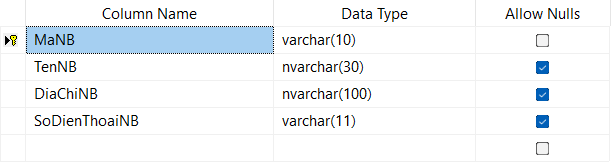 Column Name Data Type Allow Nulls
MaNB varchar(10)
TenNB nvarchar(30)
DiaChiNB nvarchar(100)
SoDienThoaiNB varchar(11)